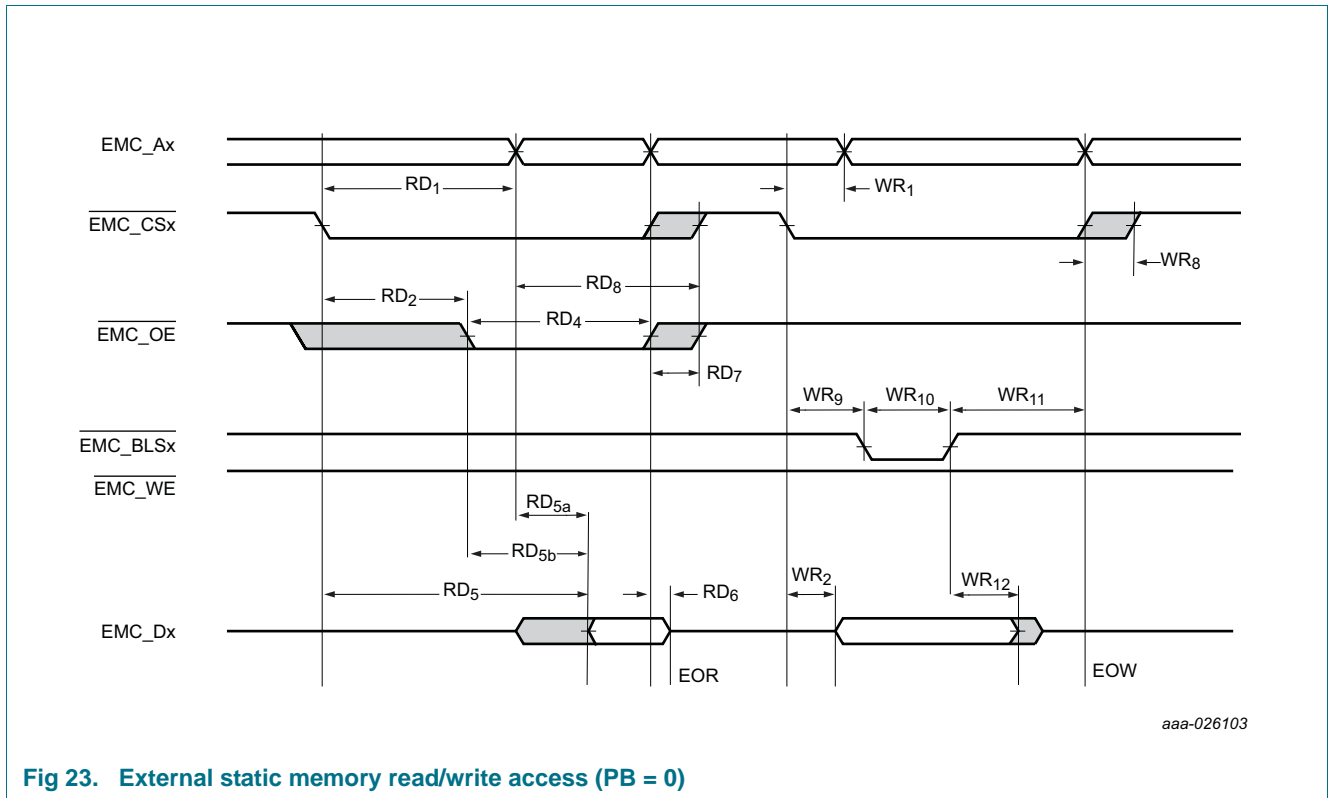 EMC_Ax
RD1
WR1
EMC_CSx
WR8
RD8
RD2
RD4
EMC_OE
RD7
WR9 WR10 WR11
EMC_BLSx
EMC_WE
RD5a
RD5b
WR2
WR12
RD5
RD6
EMC_Dx
EOR
EOW
aaa-026103
Fig 23. External static memory read/write access (PB = 0)